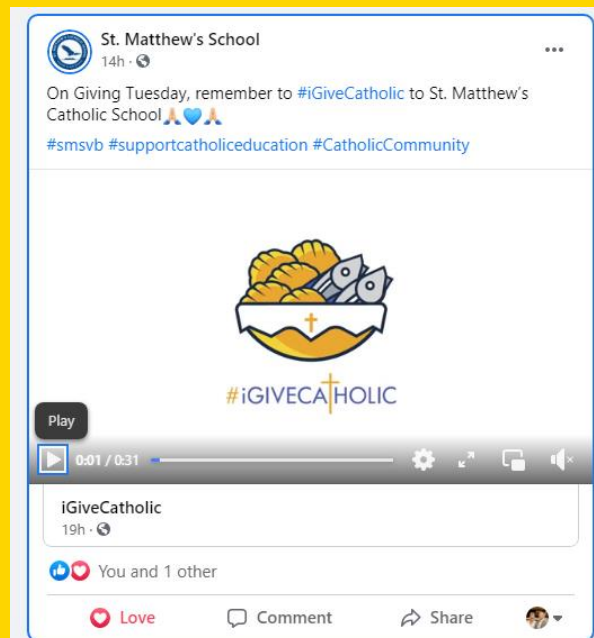 St. Matthew's School
14h ·
On Giving Tuesday, remember to #iGiveCatholic to St. Matthew's
Catholic School🙏🏻💙🙏🏻
#smsvb #supportcatholiceducation #CatholicCommunity
#iGIVECATHOLIC
Play
0:01 / 0:31
iGiveCatholic
19h ·
You and 1 other
Love Comment Share